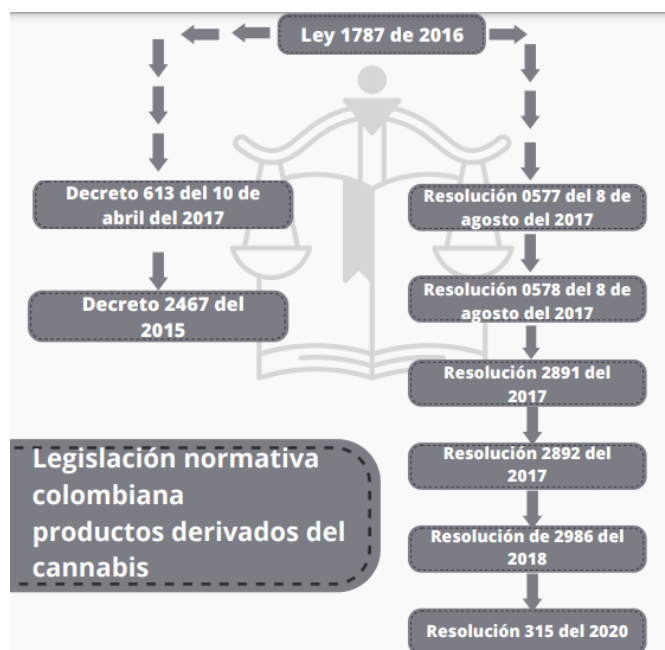 Ley 1787 de 2016
Decreto 613 del 10 de
abril del 2017
Decreto 2467 del
2015
Resolución 0577 del 8 de
agosto del 2017
Resolución 0578 del 8 de
agosto del 2017
Resolución 2891 del
2017
Resolución 2892 del
2017
Resolución de 2986 del
2018
Resolución 315 del 2020
Legislación normativa
colombiana
productos derivados del
cannabis